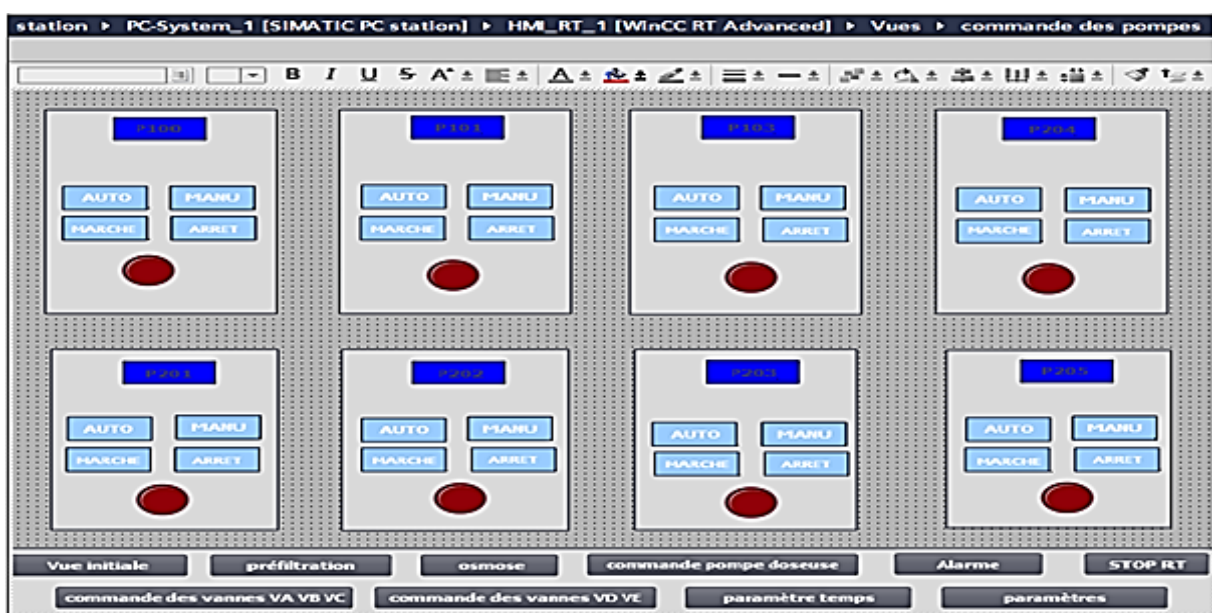 station ▸ PC-System_1 [SIMATIC PC station] ▸ HMI_RT_1 [WinCC RT Advanced] ▸ Vues ▸ commande des pompes
B I U S A
P100 P101 P103 P204
AUTO MANU AUTO MANU AUTO MANU AUTO MANU
MARCHE ARRET MARCHE ARRET MARCHE ARRET MARCHE ARRET
P201 P202 P203 P205
AUTO MANU AUTO MANU AUTO MANU AUTO MANU
MARCHE ARRET MARCHE ARRET MARCHE ARRET MARCHE ARRET
Vue initiale préfiltration osmose commande pompe doseuse Alarme STOP RT
commande des vannes VA VB VC commande des vannes VD VE paramètre temps paramètres